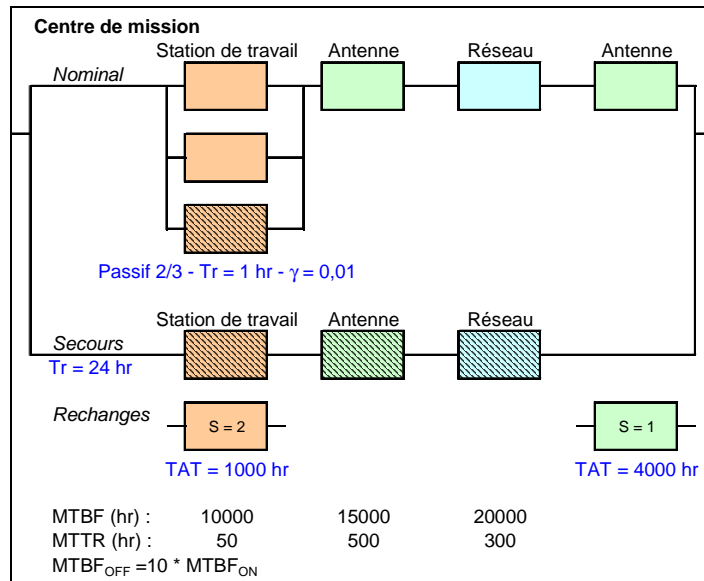 Centre de mission
Station de travail Antenne Réseau Antenne
Nominal
Passif 2/3 - Tr = 1 hr - γ = 0,01
Station de travail Antenne Réseau
Secours
Tr = 24 hr
Rechanges
S = 2 S = 1
TAT = 1000 hr TAT = 4000 hr
MTBF (hr) : 10000 15000 20000
MTTR (hr) : 50 500 300
MTBF_OFF =10 * MTBF_ON